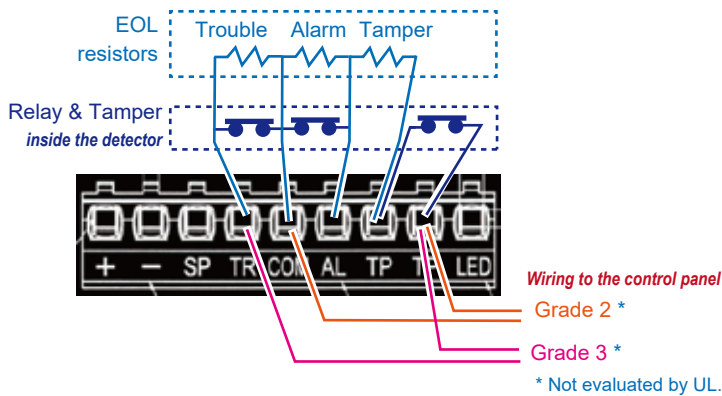 EOL
resistors
Trouble Alarm Tamper
Relay & Tamper
inside the detector
+ − SP TR COM AL TP T LED
Wiring to the control panel
Grade 2 *
Grade 3 *
* Not evaluated by UL.